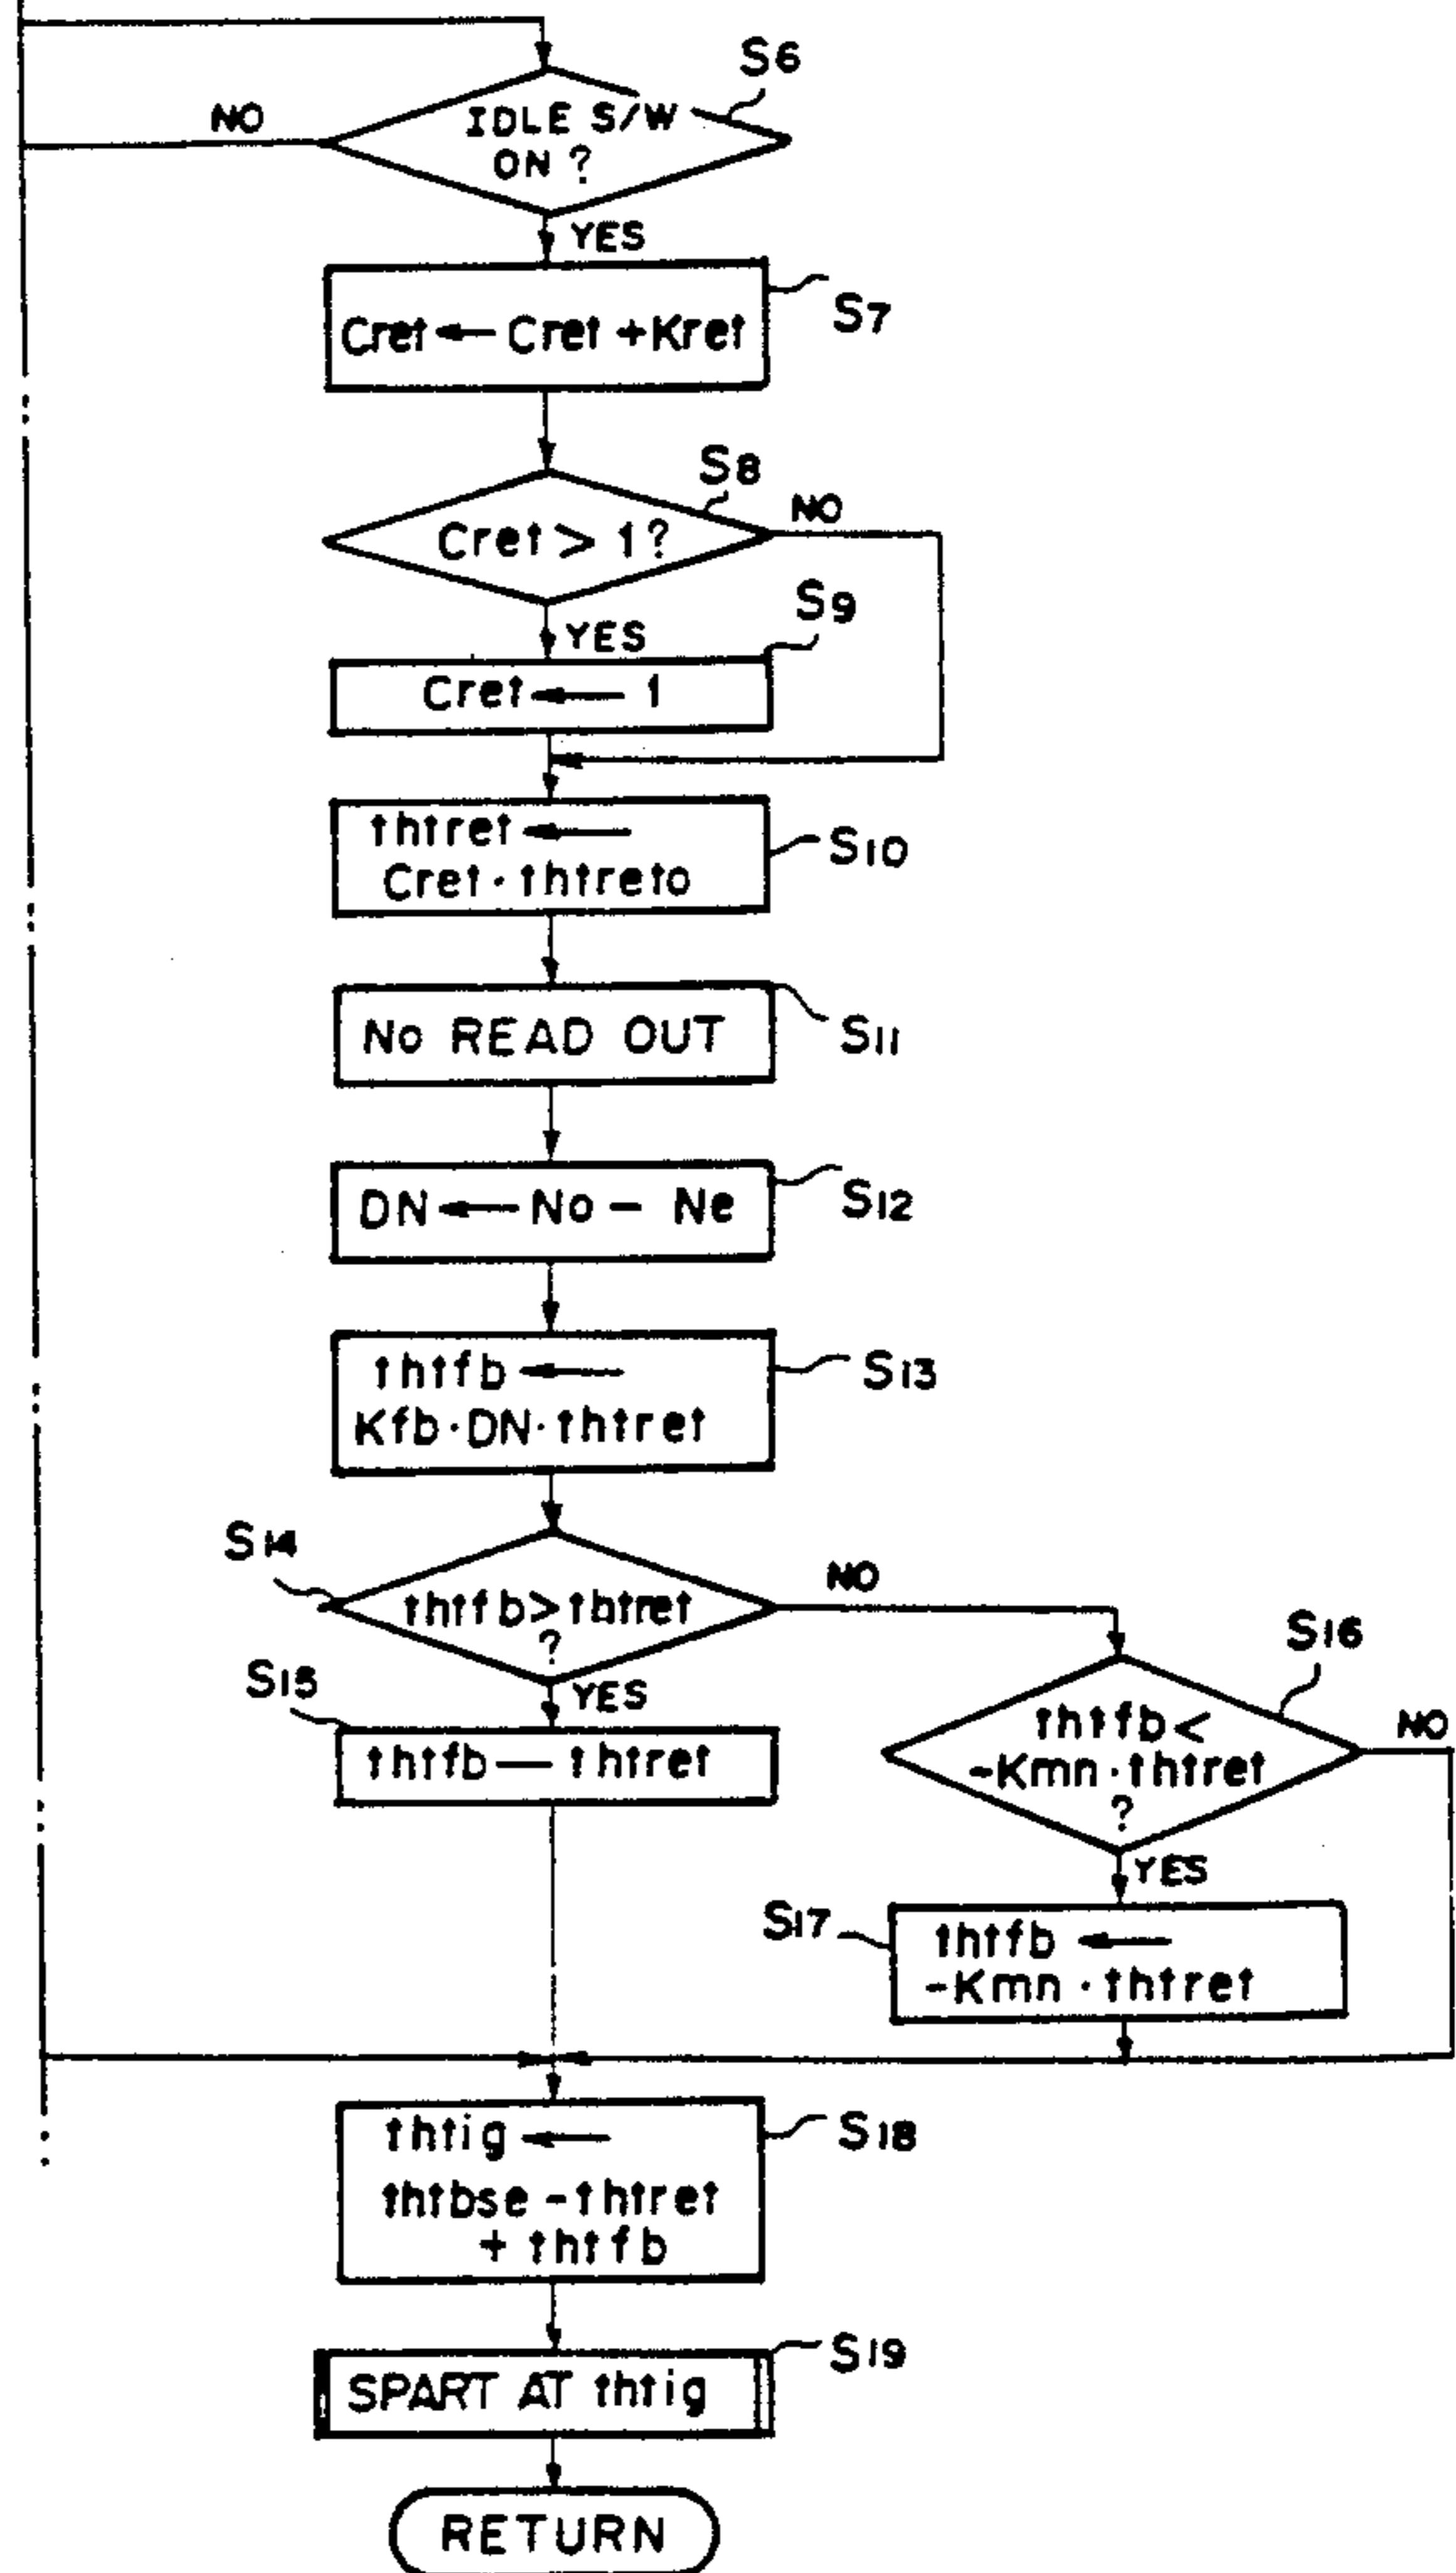 S6
NO
IDLE S/W
ON ?
YES
S7
Cret ← Cret + Kret
S8
NO
Cret > 1?
S9
YES
Cret ← 1
thtret ←
Cret · thtreto
S10
No READ OUT
S11
DN ← No - Ne
S12
thtfb ←
Kfb · DN · thtret
S13
S14
NO
thtfb > thtret
?
S16
S15
YES
thtfb — thtret
thtfb <
-Kmn · thtret
?
NO
YES
S17
thtfb ←
-Kmn · thtret
thtig ←
thtbse - thtret
+ thtfb
S18
SPART AT thtig
S19
RETURN